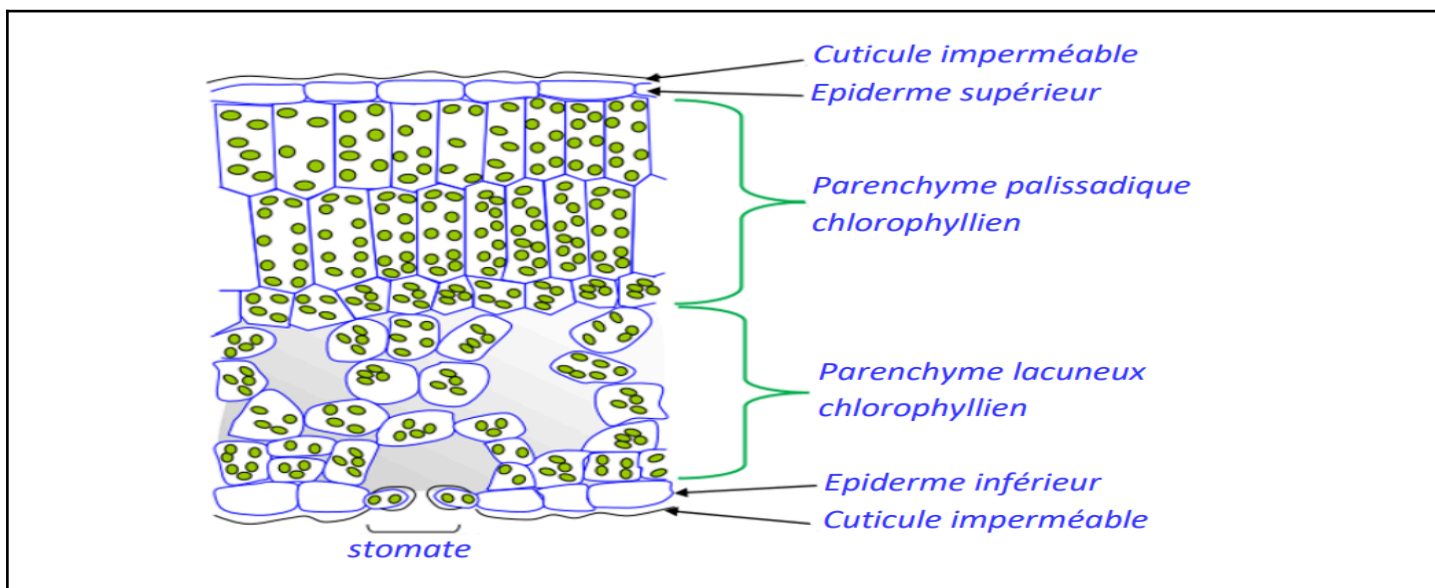 Cuticule imperméable
Epiderme supérieur
Parenchyme palissadique
chlorophyllien
Parenchyme lacuneux
chlorophyllien
Epiderme inférieur
Cuticule imperméable
stomate